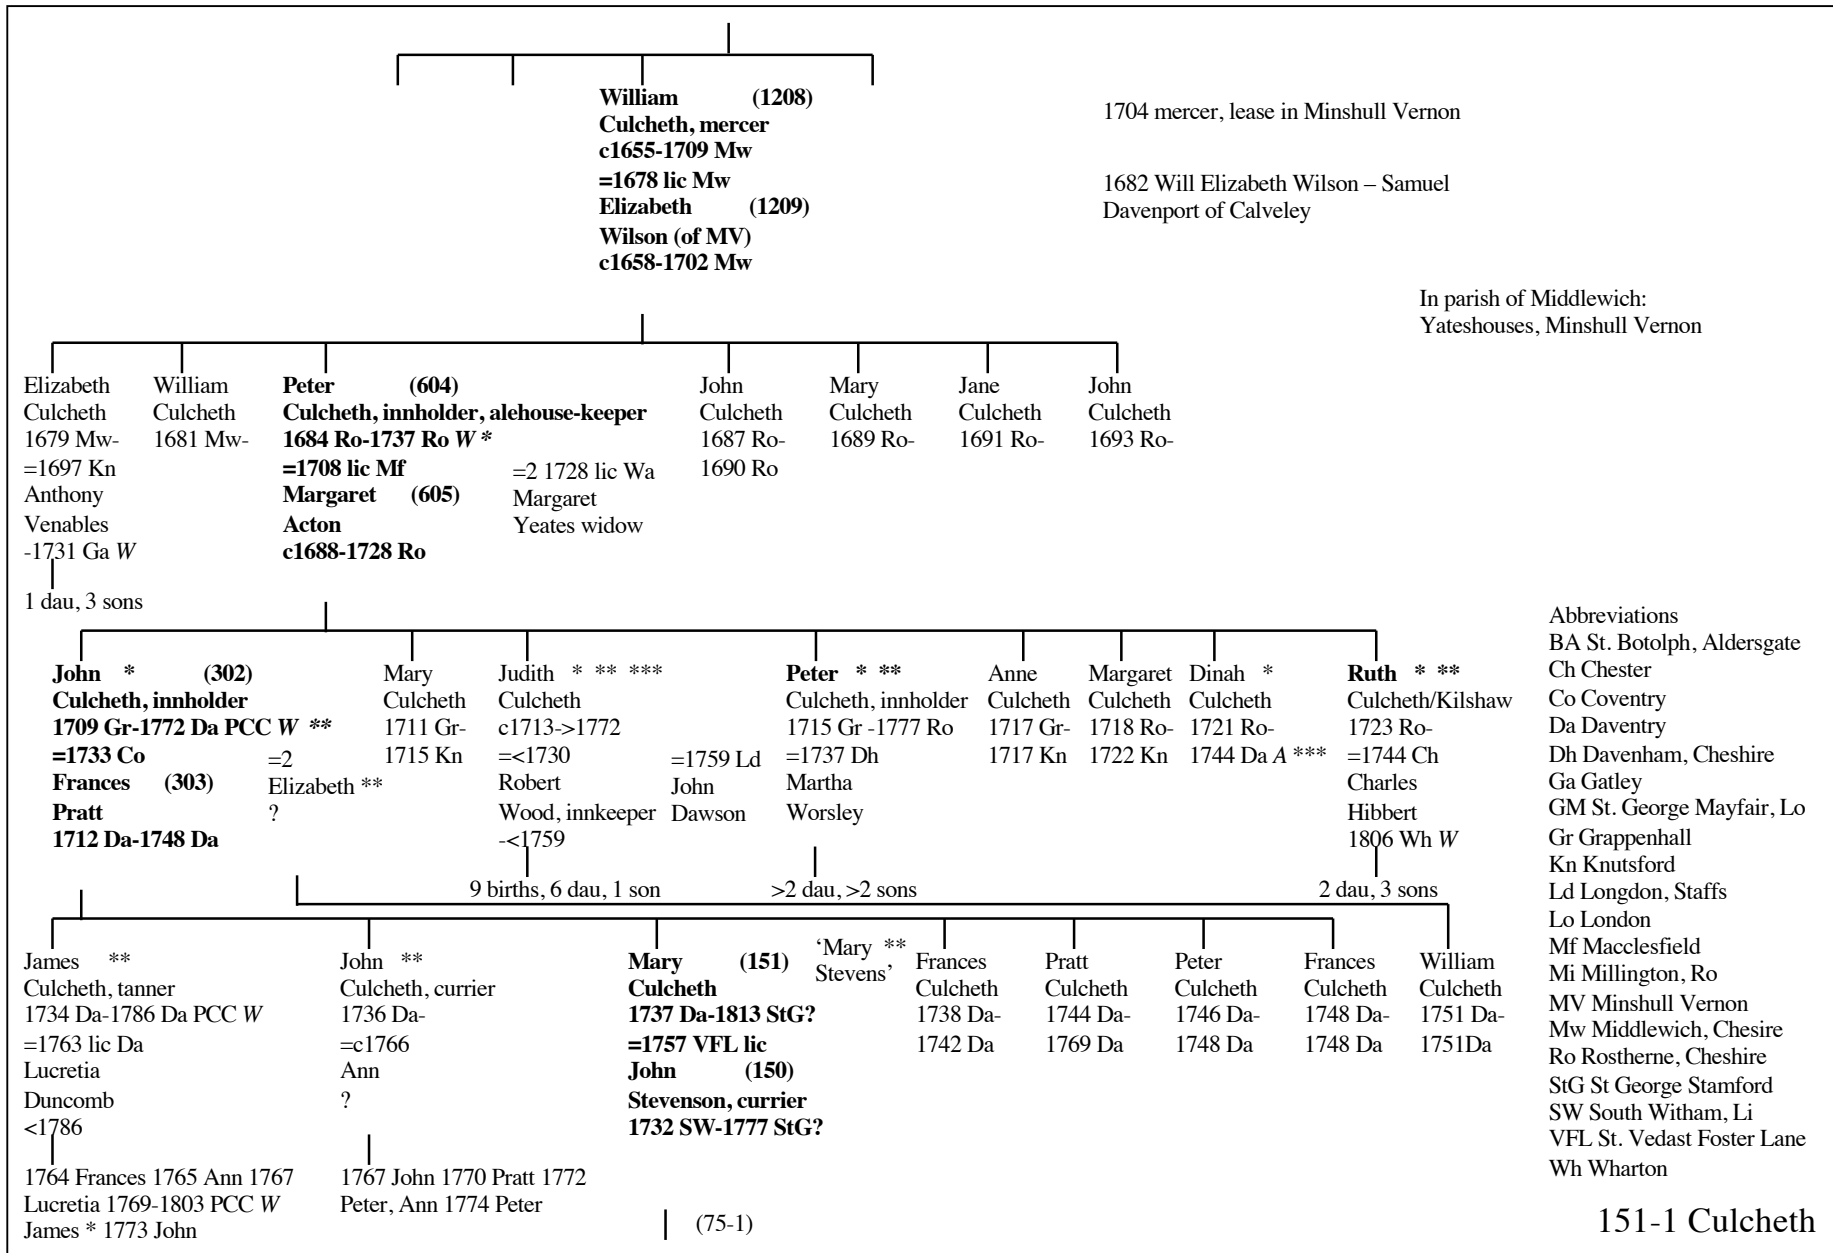 William (1208)
Culcheth, mercer
c1655-1709 Mw
=1678 lic Mw
Elizabeth (1209)
Wilson (of MV)
c1658-1702 Mw
1704 mercer, lease in Minshull Vernon
1682 Will Elizabeth Wilson – Samuel
Davenport of Calveley
In parish of Middlewich:
Yateshouses, Minshull Vernon
Elizabeth
Culcheth
1679 Mw-
=1697 Kn
Anthony
Venables
-1731 Ga W
1 dau, 3 sons
William
Culcheth
1681 Mw-
Peter (604)
Culcheth, innholder, alehouse-keeper
1684 Ro-1737 Ro W *
=1708 lic Mf
Margaret (605)
Acton
c1688-1728 Ro
=2 1728 lic Wa
Margaret
Yeates widow
John
Culcheth
1687 Ro-
1690 Ro
Mary
Culcheth
1689 Ro-
Jane
Culcheth
1691 Ro-
John
Culcheth
1693 Ro-
John * (302)
Culcheth, innholder
1709 Gr-1772 Da PCC W **
=1733 Co
Frances (303)
Pratt
1712 Da-1748 Da
=2
Elizabeth **
?
Mary
Culcheth
1711 Gr-
1715 Kn
Judith * ** ***
Culcheth
c1713->1772
=<1730
Robert
Wood, innkeeper
-<1759
9 births, 6 dau, 1 son
=1759 Ld
John
Dawson
Peter * **
Culcheth, innholder
1715 Gr -1777 Ro
=1737 Dh
Martha
Worsley
>2 dau, >2 sons
Anne
Culcheth
1717 Gr-
1717 Kn
Margaret
Culcheth
1718 Ro-
1722 Kn
Dinah *
Culcheth
1721 Ro-
1744 Da A ***
Ruth * **
Culcheth/Kilshaw
1723 Ro-
=1744 Ch
Charles
Hibbert
1806 Wh W
2 dau, 3 sons
James **
Culcheth, tanner
1734 Da-1786 Da PCC W
=1763 lic Da
Lucretia
Duncomb
<1786
1764 Frances 1765 Ann 1767
Lucretia 1769-1803 PCC W
James * 1773 John
John **
Culcheth, currier
1736 Da-
=c1766
Ann
?
1767 John 1770 Pratt 1772
Peter, Ann 1774 Peter
Mary (151)
Culcheth
1737 Da-1813 StG?
=1757 VFL lic
John (150)
Stevenson, currier
1732 SW-1777 StG?
(75-1)
‘Mary **
Stevens’
Frances
Culcheth
1738 Da-
1742 Da
Pratt
Culcheth
1744 Da-
1769 Da
Peter
Culcheth
1746 Da-
1748 Da
Frances
Culcheth
1748 Da-
1748 Da
William
Culcheth
1751 Da-
1751Da
Abbreviations
BA St. Botolph, Aldersgate
Ch Chester
Co Coventry
Da Daventry
Dh Davenham, Cheshire
Ga Gatley
GM St. George Mayfair, Lo
Gr Grappenhall
Kn Knutsford
Ld Longdon, Staffs
Lo London
Mf Macclesfield
Mi Millington, Ro
MV Minshull Vernon
Mw Middlewich, Chesire
Ro Rostherne, Cheshire
StG St George Stamford
SW South Witham, Li
VFL St. Vedast Foster Lane
Wh Wharton
151-1 Culcheth